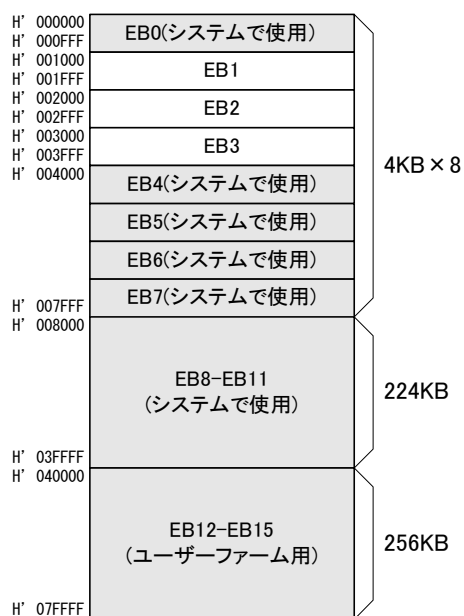 H' 000000
H' 000FFF
EB0(システムで使用)
H' 001000
H' 001FFF
EB1
H' 002000
H' 002FFF
EB2
H' 003000
H' 003FFF
EB3
H' 004000
EB4(システムで使用)
EB5(システムで使用)
EB6(システムで使用)
EB7(システムで使用)
H' 007FFF
4KB×8
H' 008000
EB8-EB11
(システムで使用)
H' 03FFFF
224KB
H' 040000
EB12-EB15
(ユーザーファーム用)
H' 07FFFF
256KB